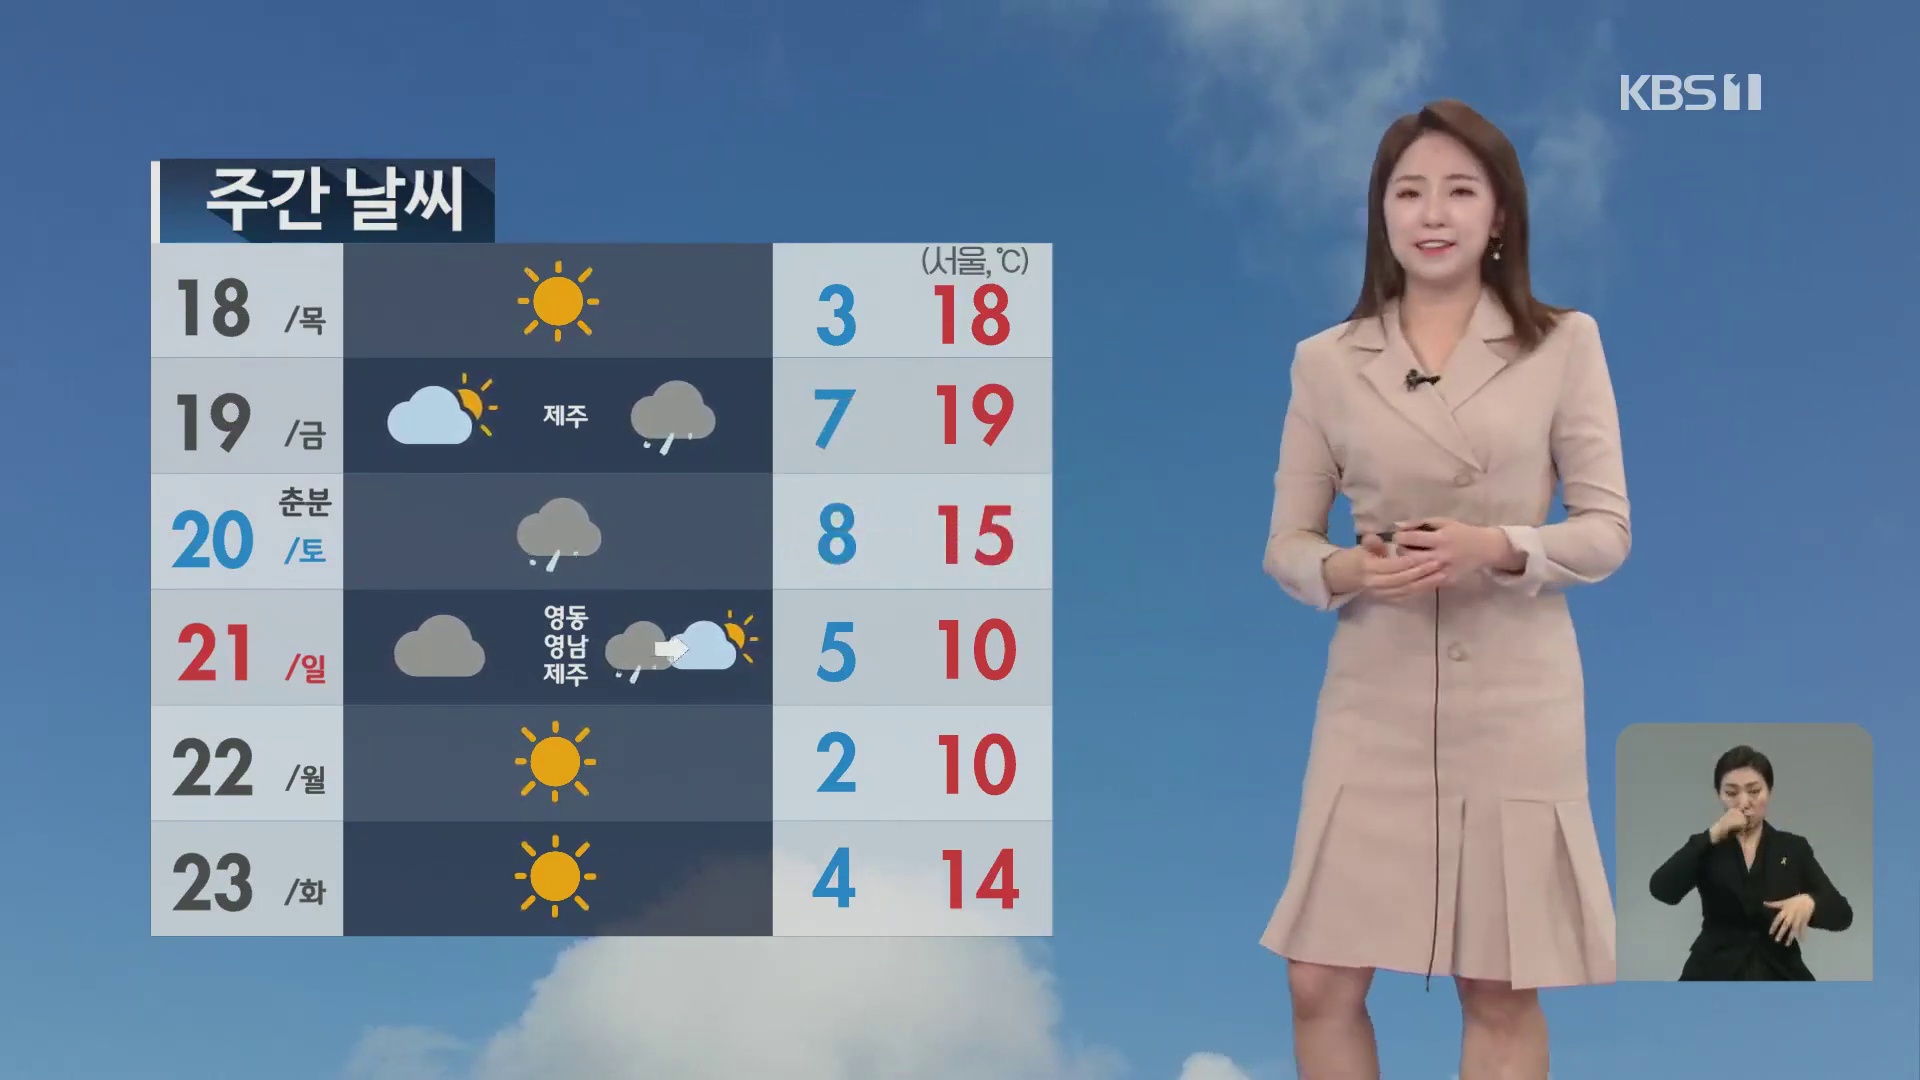 KBS 1
주간 날씨
(서울, ℃)
18 /목 3 18
19 /금 제주 7 19
20 춘분 /토 8 15
21 /일 영동 영남 제주 5 10
22 /월 2 10
23 /화 4 14